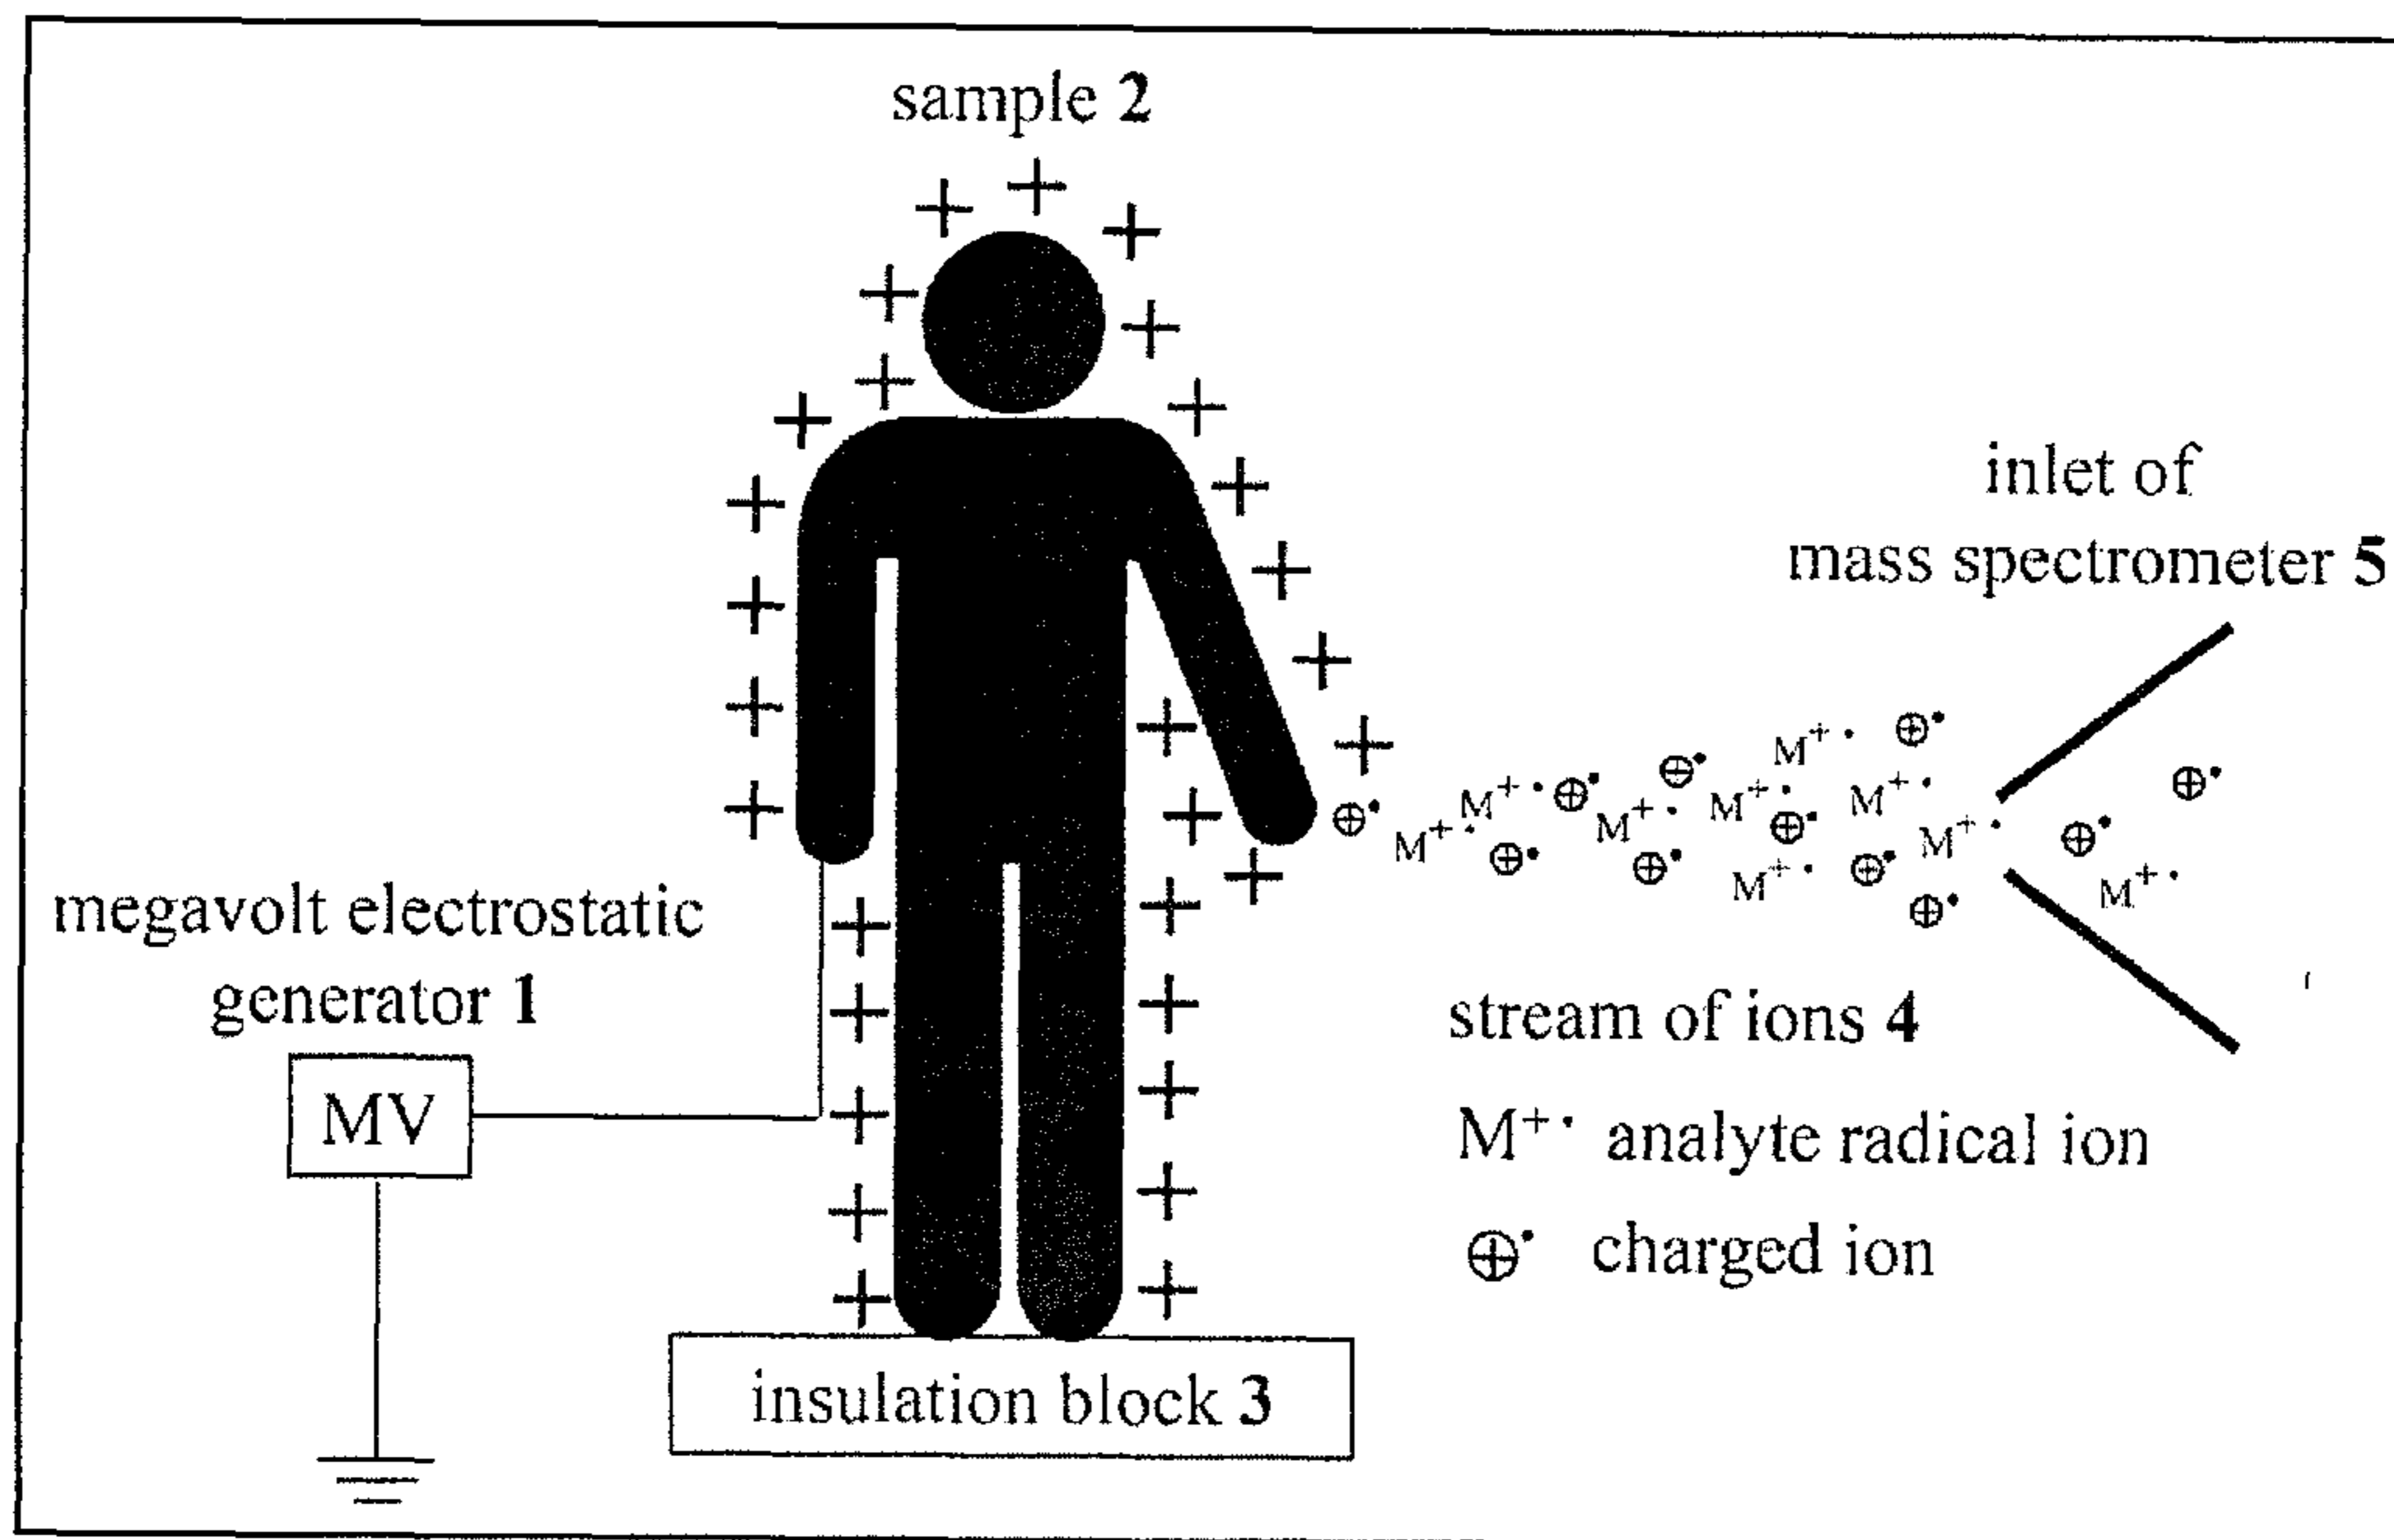 sample 2
inlet of
mass spectrometer 5
megavolt electrostatic
generator 1
MV
M⁺· M⁺· M⁺· M⁺· M⁺· M⁺· M⁺· M⁺· M⁺·
stream of ions 4
M⁺· analyte radical ion
⊕· charged ion
insulation block 3